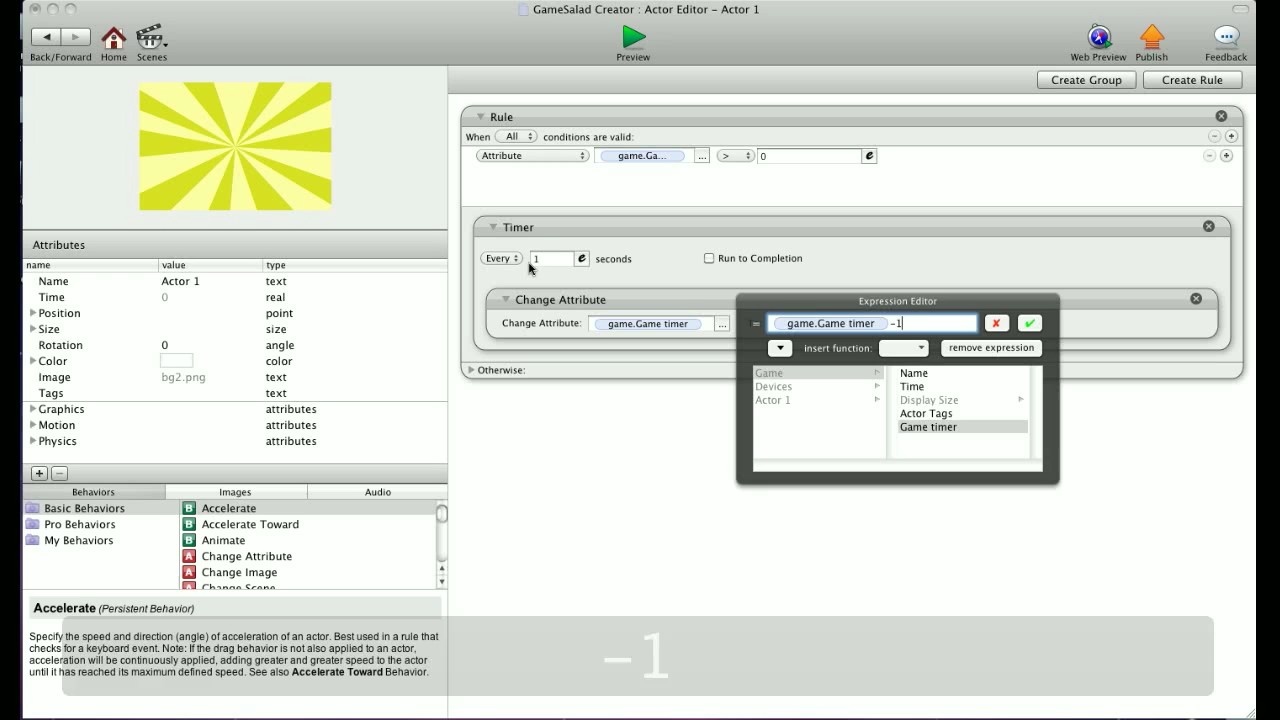 GameSalad Creator : Actor Editor - Actor 1
Back/Forward Home Scenes Preview Web Preview Publish Feedback
Create Group Create Rule
Rule
When All conditions are valid:
Attribute game.Ga... ... > 0 e
Timer
Every 1 e seconds Run to Completion
Change Attribute
Change Attribute: game.Game timer ...
Expression Editor
= game.Game timer -1
insert function: remove expression
Game Name
Devices Time
Actor 1 Display Size
Actor Tags
Game timer
Otherwise:
Attributes
name value type
Name Actor 1 text
Time 0 real
Position point
Size size
Rotation 0 angle
Color color
Image bg2.png text
Tags text
Graphics attributes
Motion attributes
Physics attributes
+ -
Behaviors Images Audio
Basic Behaviors B Accelerate
Pro Behaviors B Accelerate Toward
My Behaviors B Animate
A Change Attribute
A Change Image
Change Scene
Accelerate (Persistent Behavior)
Specify the speed and direction (angle) of acceleration of an actor. Best used in a rule that
checks for a keyboard event. Note: If the drag behavior is not also applied to an actor,
acceleration will be continuously applied, adding greater and greater speed to the actor
until it has reached its maximum defined speed. See also Accelerate Toward Behavior.
-1